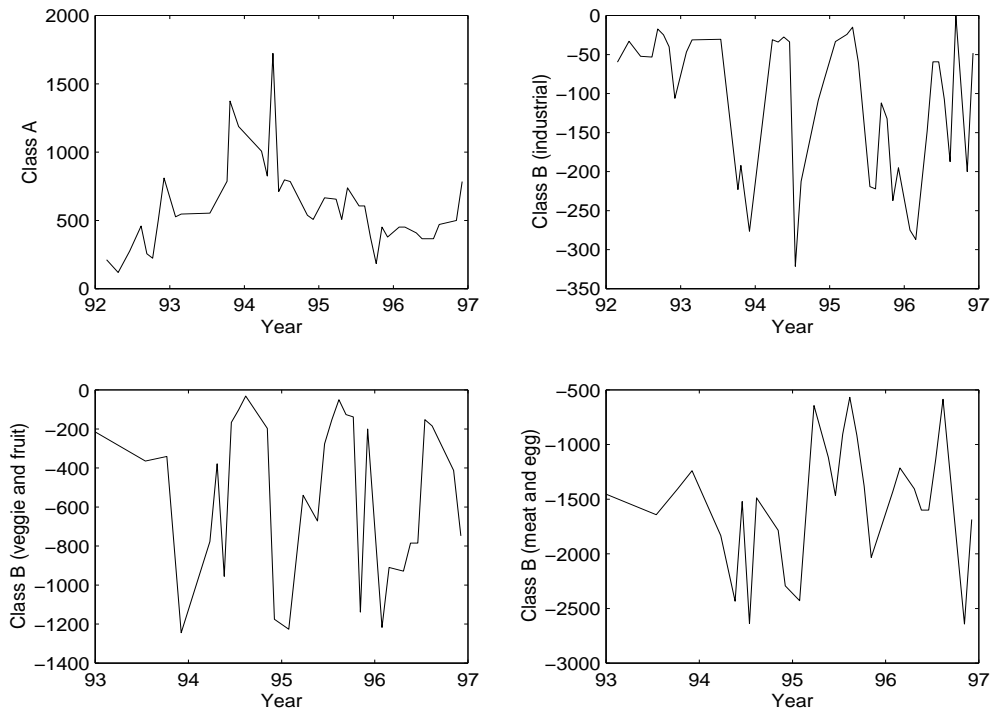 Class A
2000
1500
1000
500
0
92 93 94 95 96 97
Year
Class B (industrial)
0
−50
−100
−150
−200
−250
−300
−350
92 93 94 95 96 97
Year
Class B (veggie and fruit)
0
−200
−400
−600
−800
−1000
−1200
−1400
93 94 95 96 97
Year
Class B (meat and egg)
−500
−1000
−1500
−2000
−2500
−3000
93 94 95 96 97
Year